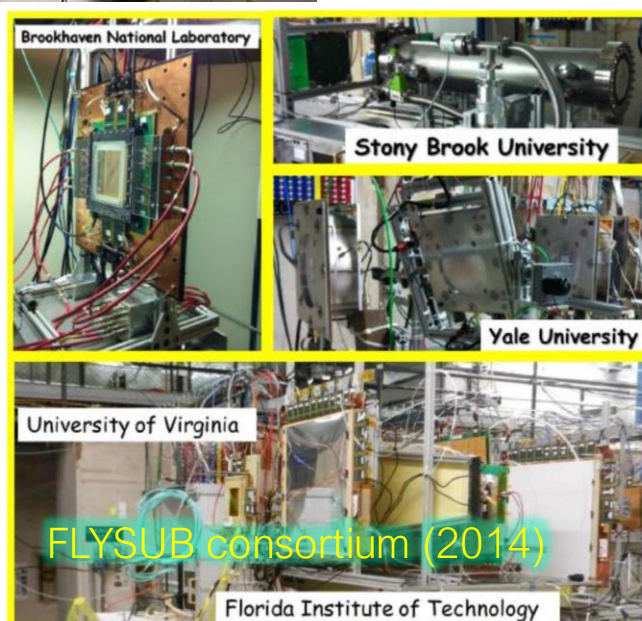 Brookhaven National Laboratory
Stony Brook University
Yale University
University of Virginia
FLYSUB consortium (2014)
Florida Institute of Technology